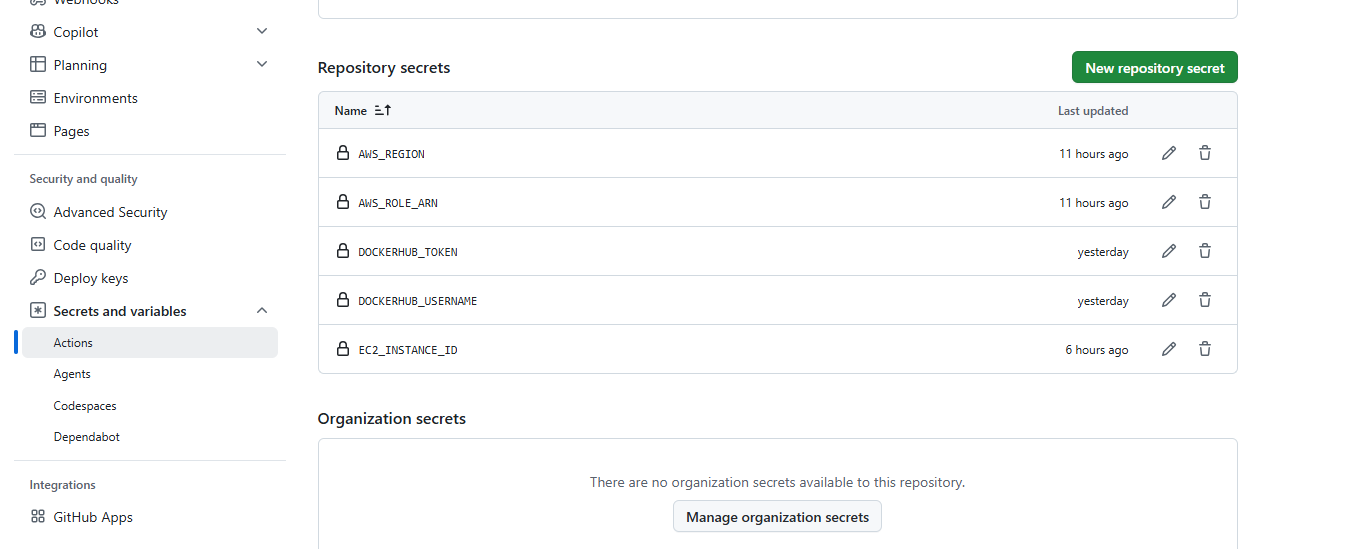 Webhooks
Copilot
Planning
Environments
Pages
Security and quality
Advanced Security
Code quality
Deploy keys
Secrets and variables
Actions
Agents
Codespaces
Dependabot
Integrations
GitHub Apps
Repository secrets
New repository secret
Name Last updated
AWS_REGION 11 hours ago
AWS_ROLE_ARN 11 hours ago
DOCKERHUB_TOKEN yesterday
DOCKERHUB_USERNAME yesterday
EC2_INSTANCE_ID 6 hours ago
Organization secrets
There are no organization secrets available to this repository.
Manage organization secrets